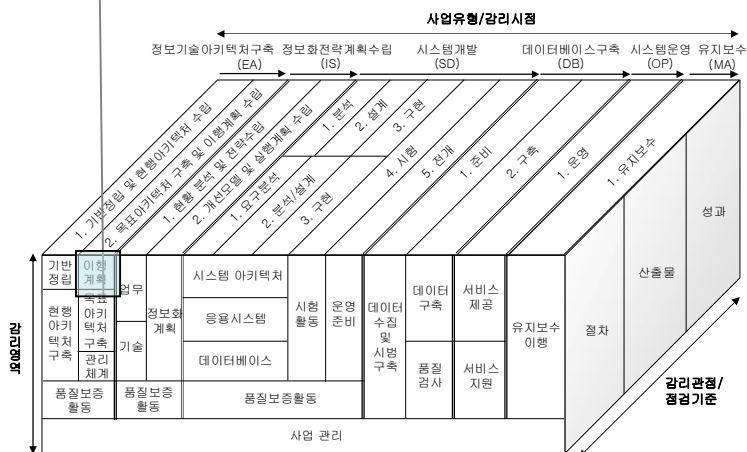 사업유형/감리시점
정보기술아키텍처구축 정보화전략계획수립 시스템개발 데이터베이스구축 시스템운영 유지보수
(EA) (IS) (SD) (DB) (OP) (MA)
1. 기반정립 및 현행아키텍처 수립
2. 목표아키텍처 구축 및 이행계획 수립
1. 현황 분석 및 전략수립
2. 개선모델 및 실행계획 수립
1. 분석
2. 설계
3. 구현
1. 요구분석
2. 분석/설계
3. 구현
4. 시험
5. 전개
1. 준비
2. 구축
1. 운영
1. 유지보수
성과
산출물
절차
감리관점/
점검기준
감리영역
기반
정립
이행
계획
현행
아키
텍처
구축
목표
아키
텍처
구축
관리
체계
업무
기술
정보화
계획
시스템 아키텍처
응용시스템
데이터베이스
시험
활동
운영
준비
데이터
수집
및
시범
구축
데이터
구축
품질
검사
서비스
제공
서비스
지원
유지보수
이행
품질보증
활동
품질보증
활동
품질보증활동
사업 관리